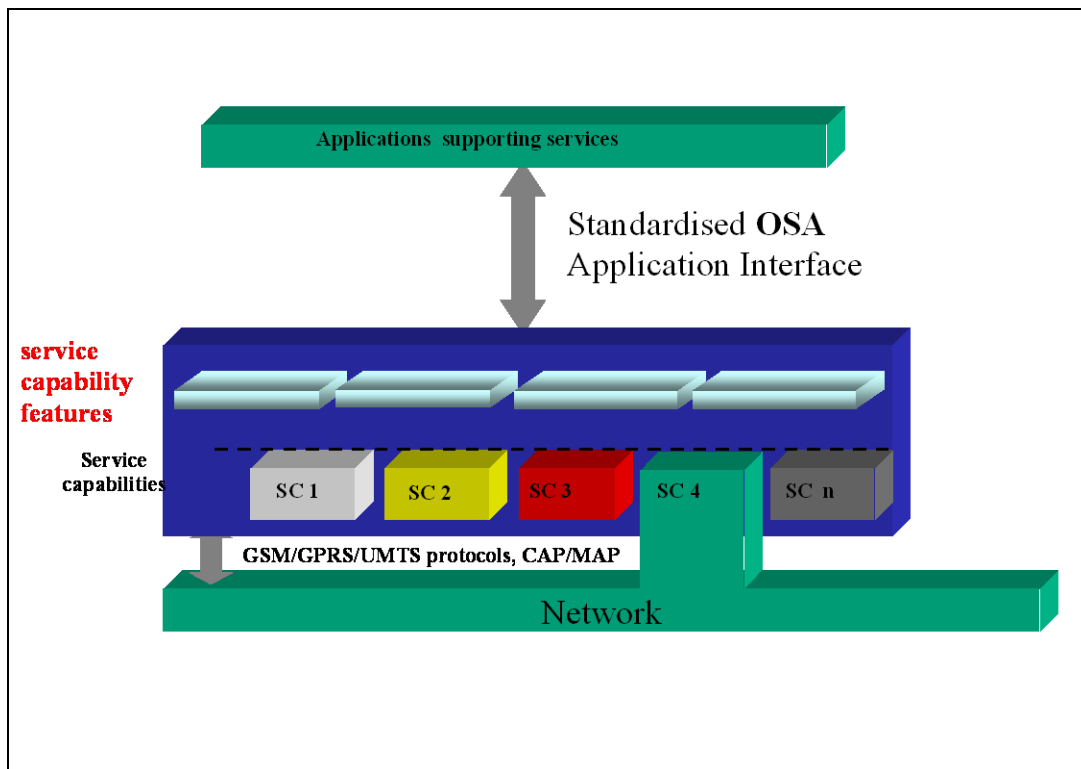 Applications supporting services
Standardised OSA
Application Interface
service
capability
features
Service
capabilities
SC 1
SC 2
SC 3
SC 4
SC n
GSM/GPRS/UMTS protocols, CAP/MAP
Network